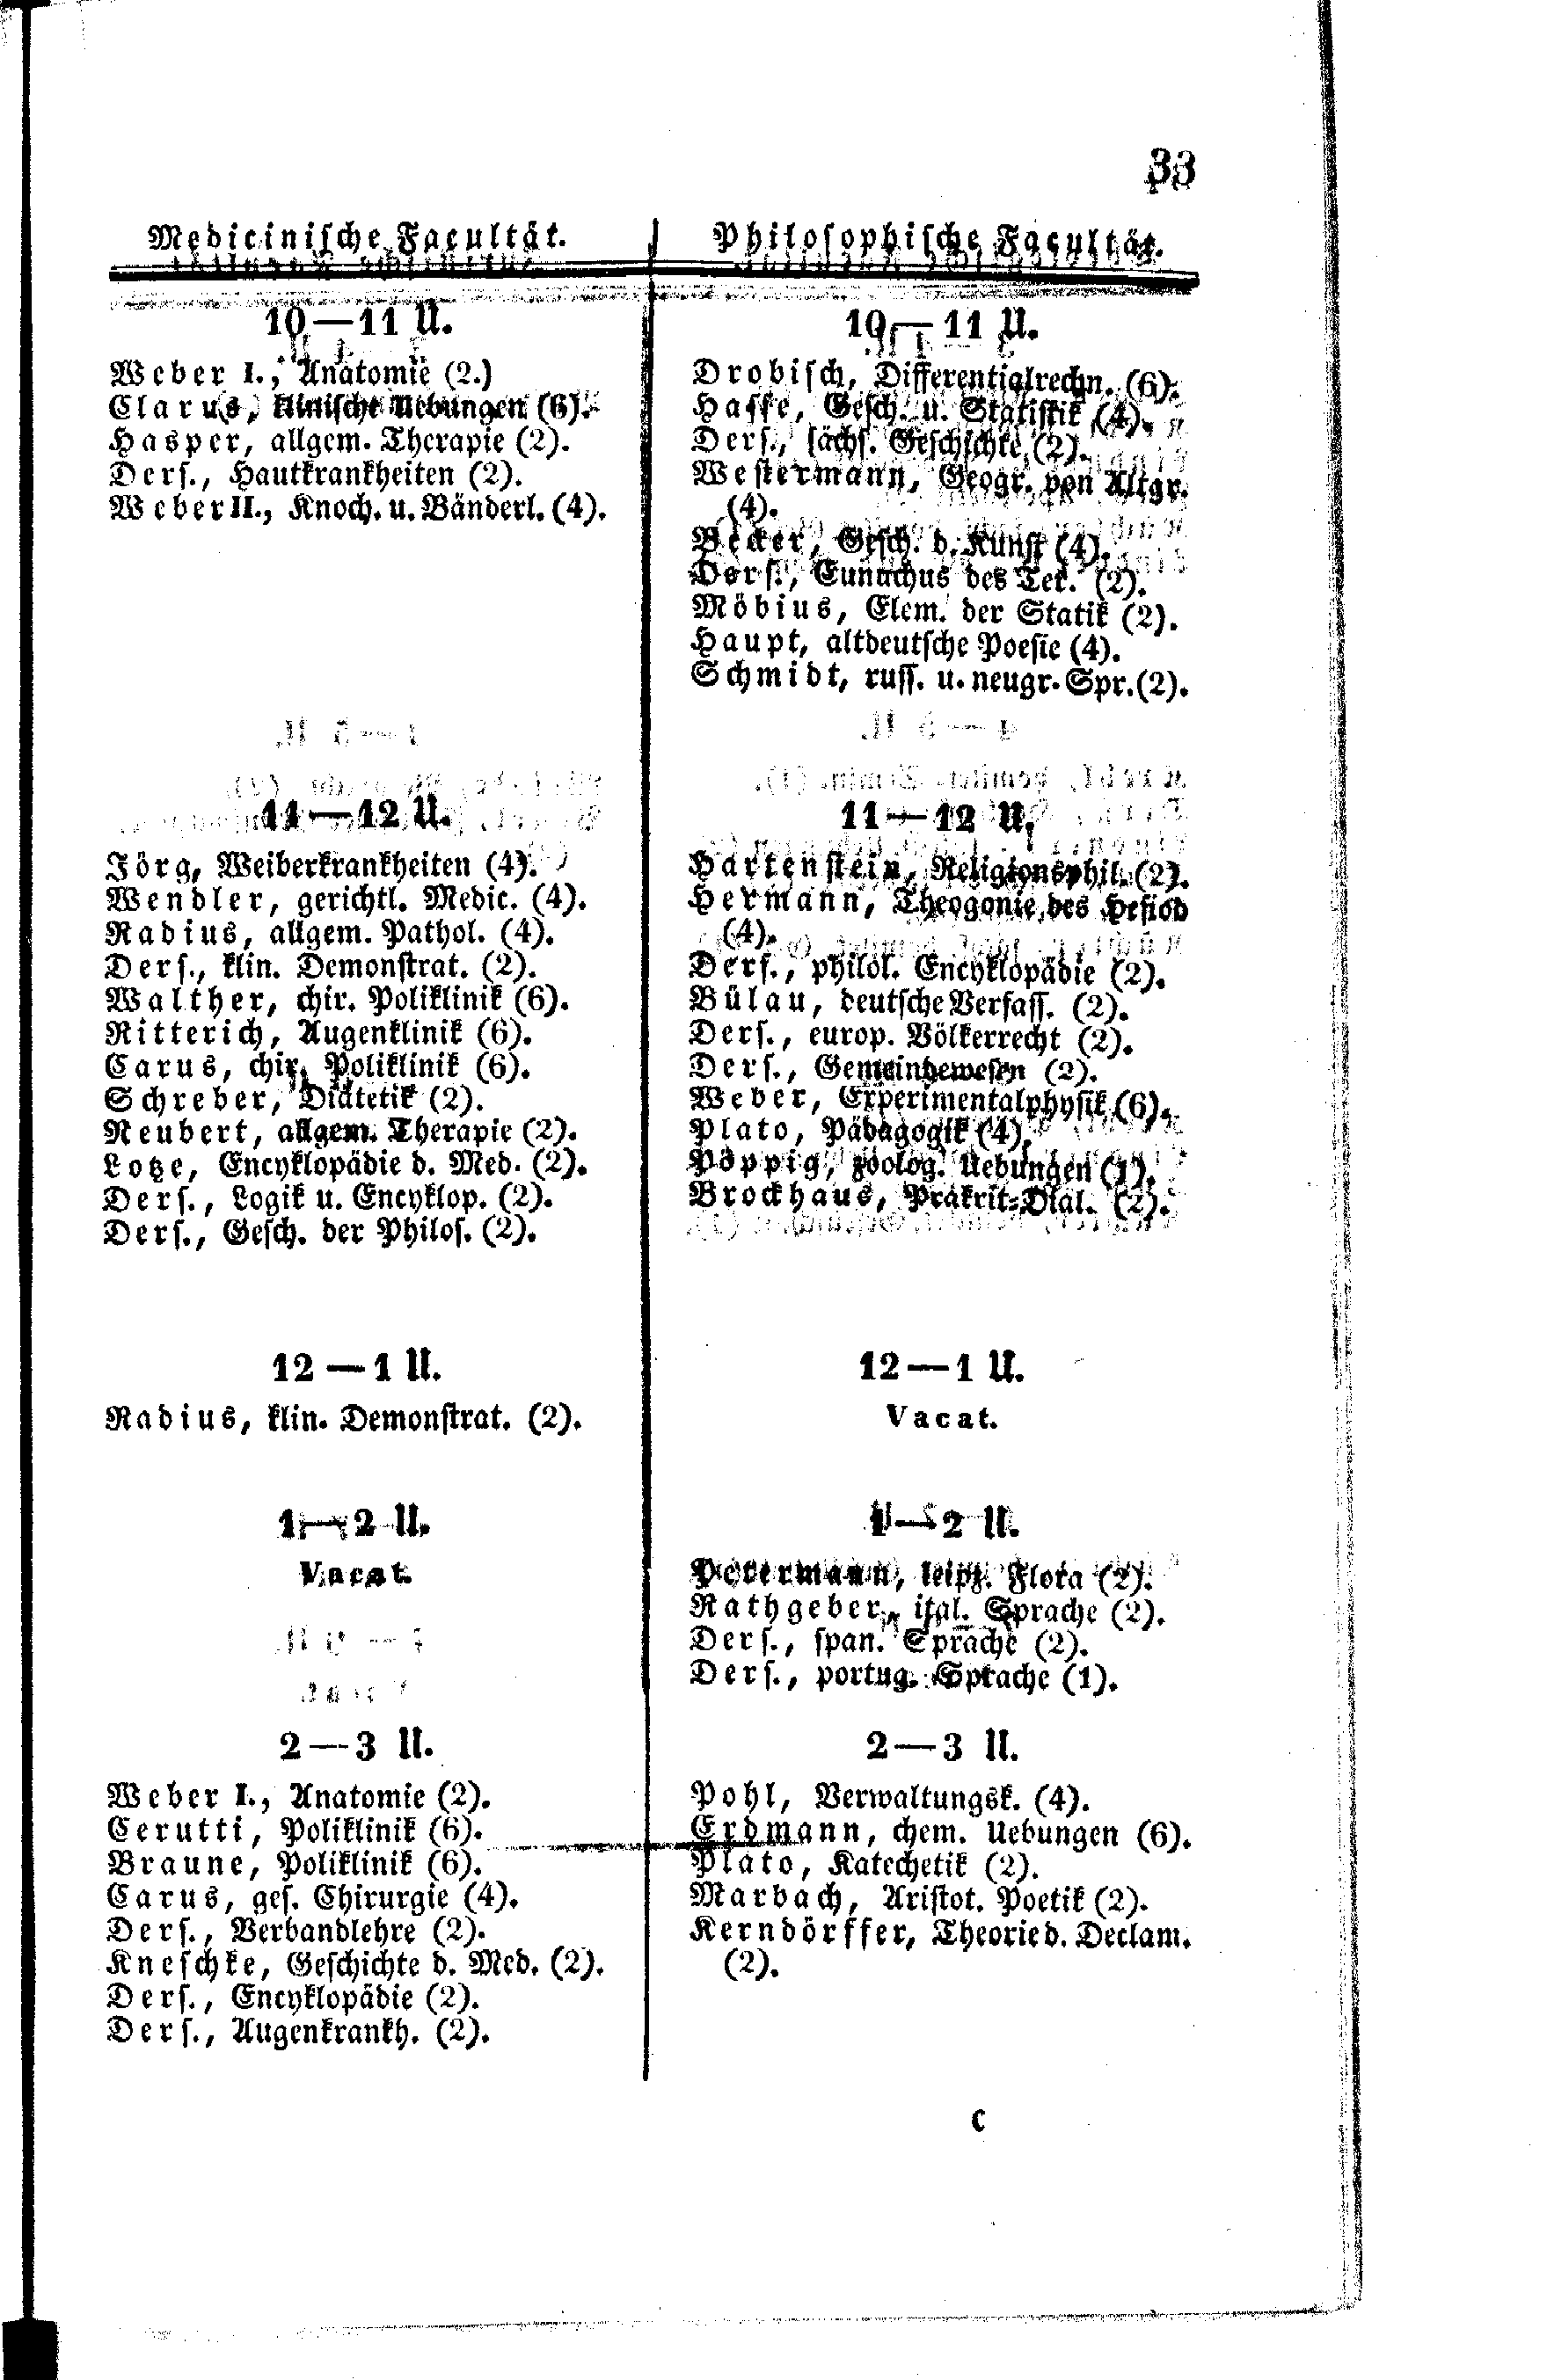 33
Medicinische Facultät.
10—11 U.
Weber I., Anatomie (2.)
Clarus, klinische Uebungen (6).
Hasper, allgem. Therapie (2).
Ders., Hautkrankheiten (2).
Weber II., Knoch. u. Bänderl. (4).
11—12 U.
Jörg, Weiberkrankheiten (4).
Wendler, gerichtl. Medic. (4).
Radius, allgem. Pathol. (4).
Ders., klin. Demonstrat. (2).
Walther, chir. Poliklinik (6).
Ritterich, Augenklinik (6).
Carus, chir. Poliklinik (6).
Schreber, Diätetik (2).
Neubert, allgem. Therapie (2).
Lotze, Encyklopädie d. Med. (2).
Ders., Logik u. Encyklop. (2).
Ders., Gesch. der Philos. (2).
12—1 U.
Radius, klin. Demonstrat. (2).
1—2 U.
Vacat.
2—3 U.
Weber I., Anatomie (2).
Cerutti, Poliklinik (6).
Braune, Poliklinik (6).
Carus, ges. Chirurgie (4).
Ders., Verbandlehre (2).
Kneschke, Geschichte d. Med. (2).
Ders., Encyklopädie (2).
Ders., Augenkrankh. (2).
Philosophische Facultät.
10—11 U.
Drobisch, Differentialrechn. (6).
Hasse, Gesch. u. Statistik (4).
Ders., sächs. Geschichte (2).
Westermann, Geogr. von Altgr.
(4).
Becker, Gesch. d. Kunst (4).
Ders., Eunuchus des Ter. (2).
Möbius, Elem. der Statik (2).
Haupt, altdeutsche Poesie (4).
Schmidt, russ. u. neugr. Spr. (2).
11—12 U.
Hartenstein, Religionsphil. (2).
Hermann, Theogonie des Hesiod
(4).
Ders., philol. Encyklopädie (2).
Bülau, deutsche Verfass. (2).
Ders., europ. Völkerrecht (2).
Ders., Gemeindewesen (2).
Weber, Experimentalphysik (6).
Plato, Pädagogik (4).
Pöppig, zoolog. Uebungen (1).
Brockhaus, Prakrit-Dial. (2).
12—1 U.
Vacat.
1—2 U.
Petermann, leipz. Flora (2).
Rathgeber, ital. Sprache (2).
Ders., span. Sprache (2).
Ders., portug. Sprache (1).
2—3 U.
Pohl, Verwaltungsk. (4).
Erdmann, chem. Uebungen (6).
Plato, Katechetik (2).
Marbach, Aristot. Poetik (2).
Kerndörffer, Theorie d. Declam.
(2).
C